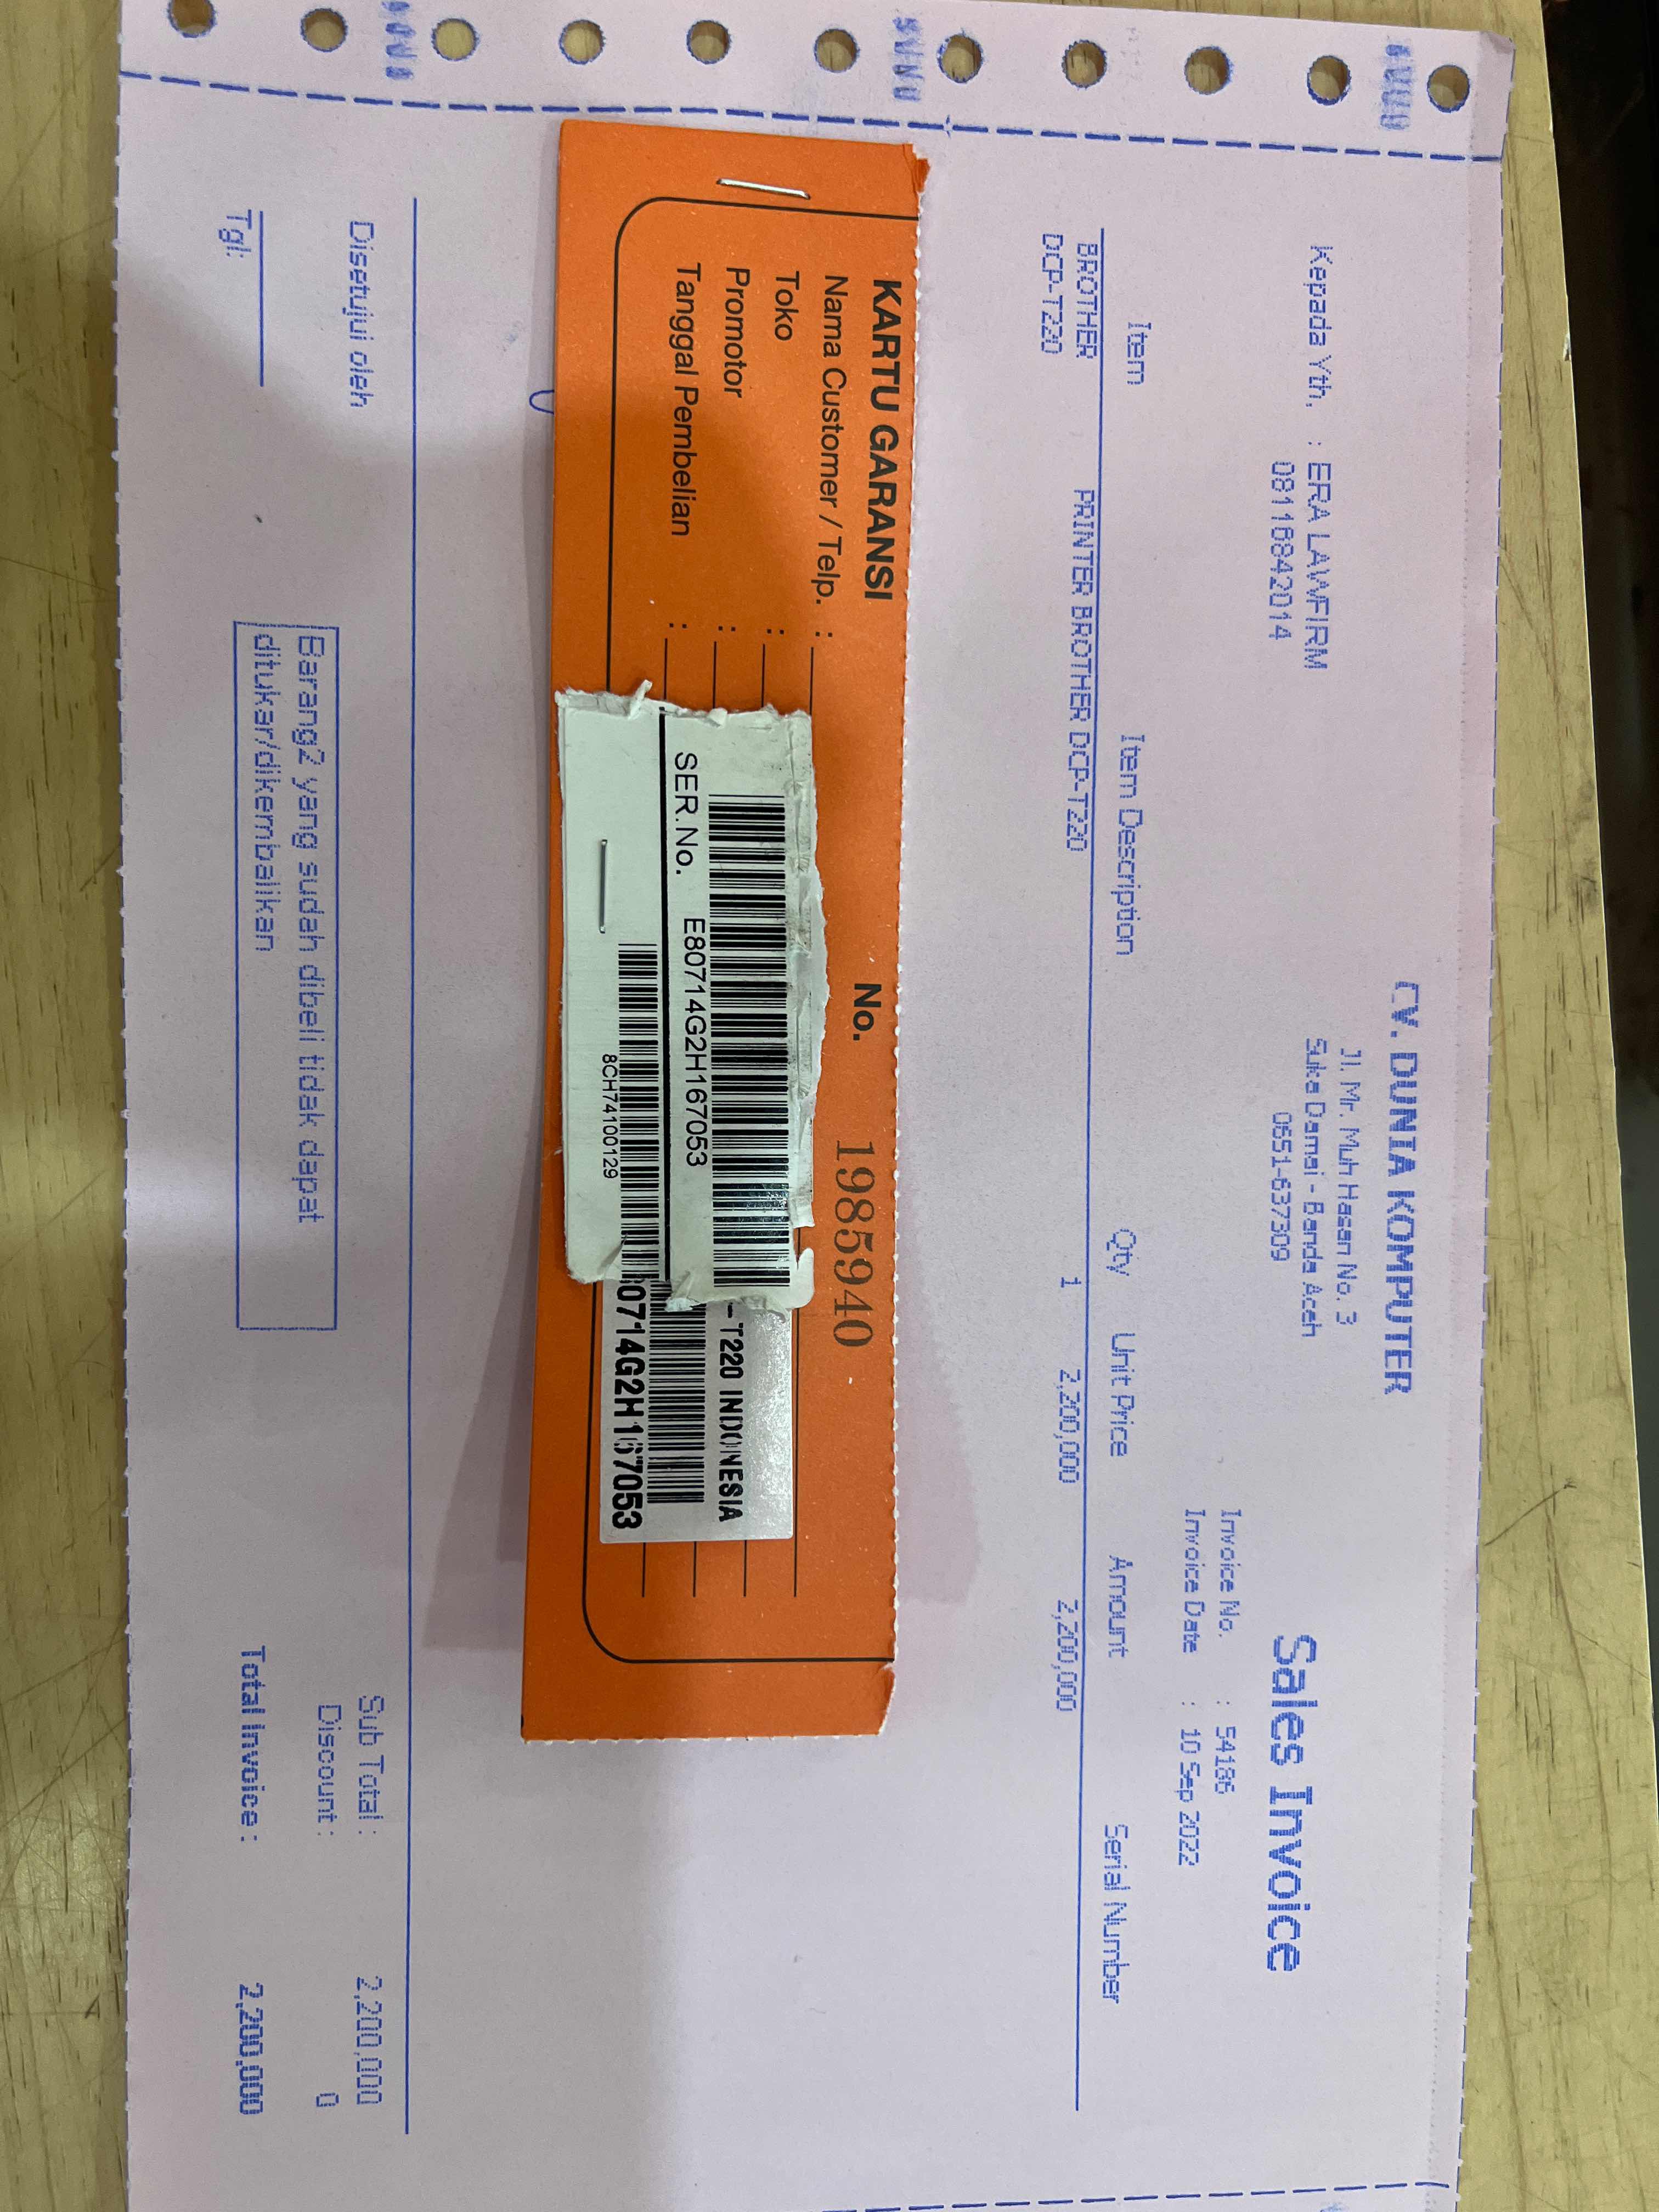 CV. DUNIA KOMPUTER
Jl. Mr. Muh Hasan No. 3
Suka Damai - Banda Aceh
0651-637309
Sales Invoice
Kepada Yth, : ERA LAWFIRM
08116842014
Invoice No. : 54186
Invoice Date : 10 Sep 2022
Item Item Description Qty Unit Price Amount Serial Number
BROTHER PRINTER BROTHER DCP-T220 1 2,200,000 2,200,000
DCP-T220
KARTU GARANSI No. 1985940
Nama Customer / Telp. :
Toko :
Promotor :
Tanggal Pembelian :
SER. No. E80714G2H167053
8CH74100129
-T220 INDONESIA
80714G2H167053
Disetujui oleh
Tgl:
Barang2 yang sudah dibeli tidak dapat
ditukar/dikembalikan
Sub Total : 2,200,000
Discount : 0
Total Invoice : 2,200,000